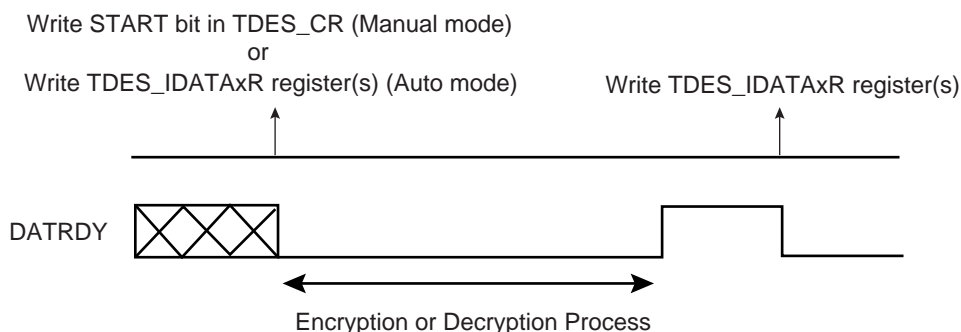 Write START bit in TDES_CR (Manual mode)
or
Write TDES_IDATAxR register(s) (Auto mode)
Write TDES_IDATAxR register(s)
DATRDY
Encryption or Decryption Process